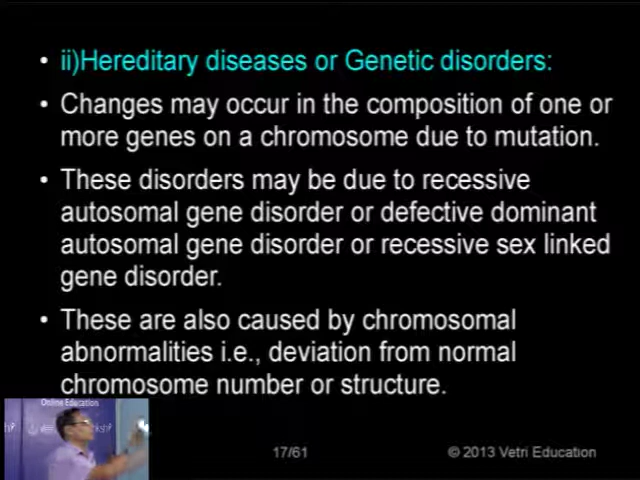 • ii)Hereditary diseases or Genetic disorders:
• Changes may occur in the composition of one or
more genes on a chromosome due to mutation.
• These disorders may be due to recessive
autosomal gene disorder or defective dominant
autosomal gene disorder or recessive sex linked
gene disorder.
• These are also caused by chromosomal
abnormalities i.e., deviation from normal
chromosome number or structure.
Online Education
17/61
© 2013 Vetri Education